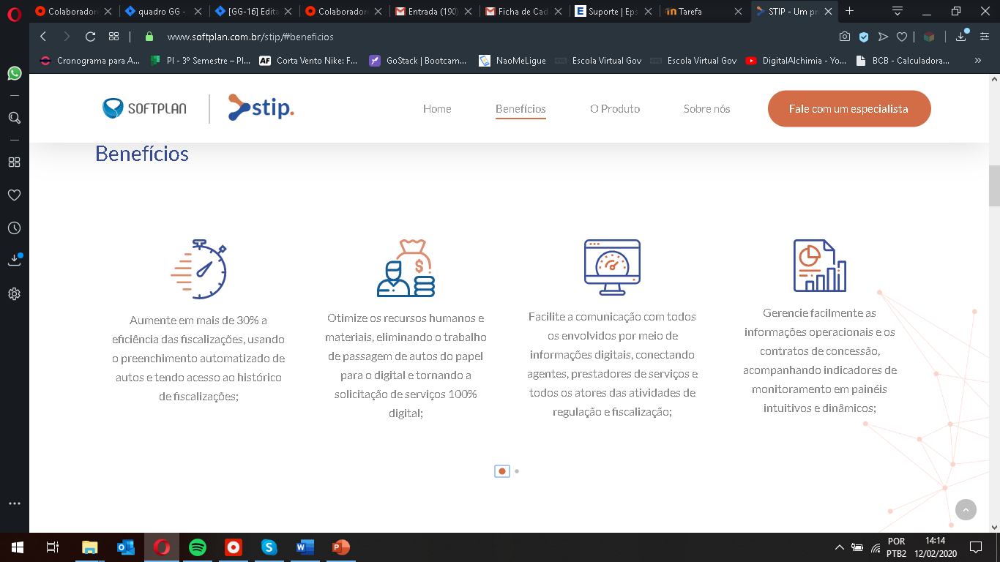 Colaborador
quadro GG -
[GG-16] Edita
Colaborador
Entrada (190)
Ficha de Cad
Suporte | Eps
Tarefa
STIP - Um pr
www.softplan.com.br/stip/#beneficios
Cronograma para A...
PI - 3º Semestre – PI...
AF
Corta Vento Nike: F...
GoStack | Bootcam...
NaoMeLigue
Escola Virtual Gov
Escola Virtual Gov
DigitalAlchimia - Yo...
BCB - Calculadora...
SOFTPLAN
stip.
Home
Benefícios
O Produto
Sobre nós
Fale com um especialista
Benefícios
Aumente em mais de 30% a
eficiência das fiscalizações, usando
o preenchimento automatizado de
autos e tendo acesso ao histórico
de fiscalizações;
Otimize os recursos humanos e
materiais, eliminando o trabalho
de passagem de autos do papel
para o digital e tornando a
solicitação de serviços 100%
digital;
Facilite a comunicação com todos
os envolvidos por meio de
informações digitais, conectando
agentes, prestadores de serviços e
todos os atores das atividades de
regulação e fiscalização;
Gerencie facilmente as
informações operacionais e os
contratos de concessão,
acompanhando indicadores de
monitoramento em painéis
intuitivos e dinâmicos;
POR
PTB2
14:14
12/02/2020